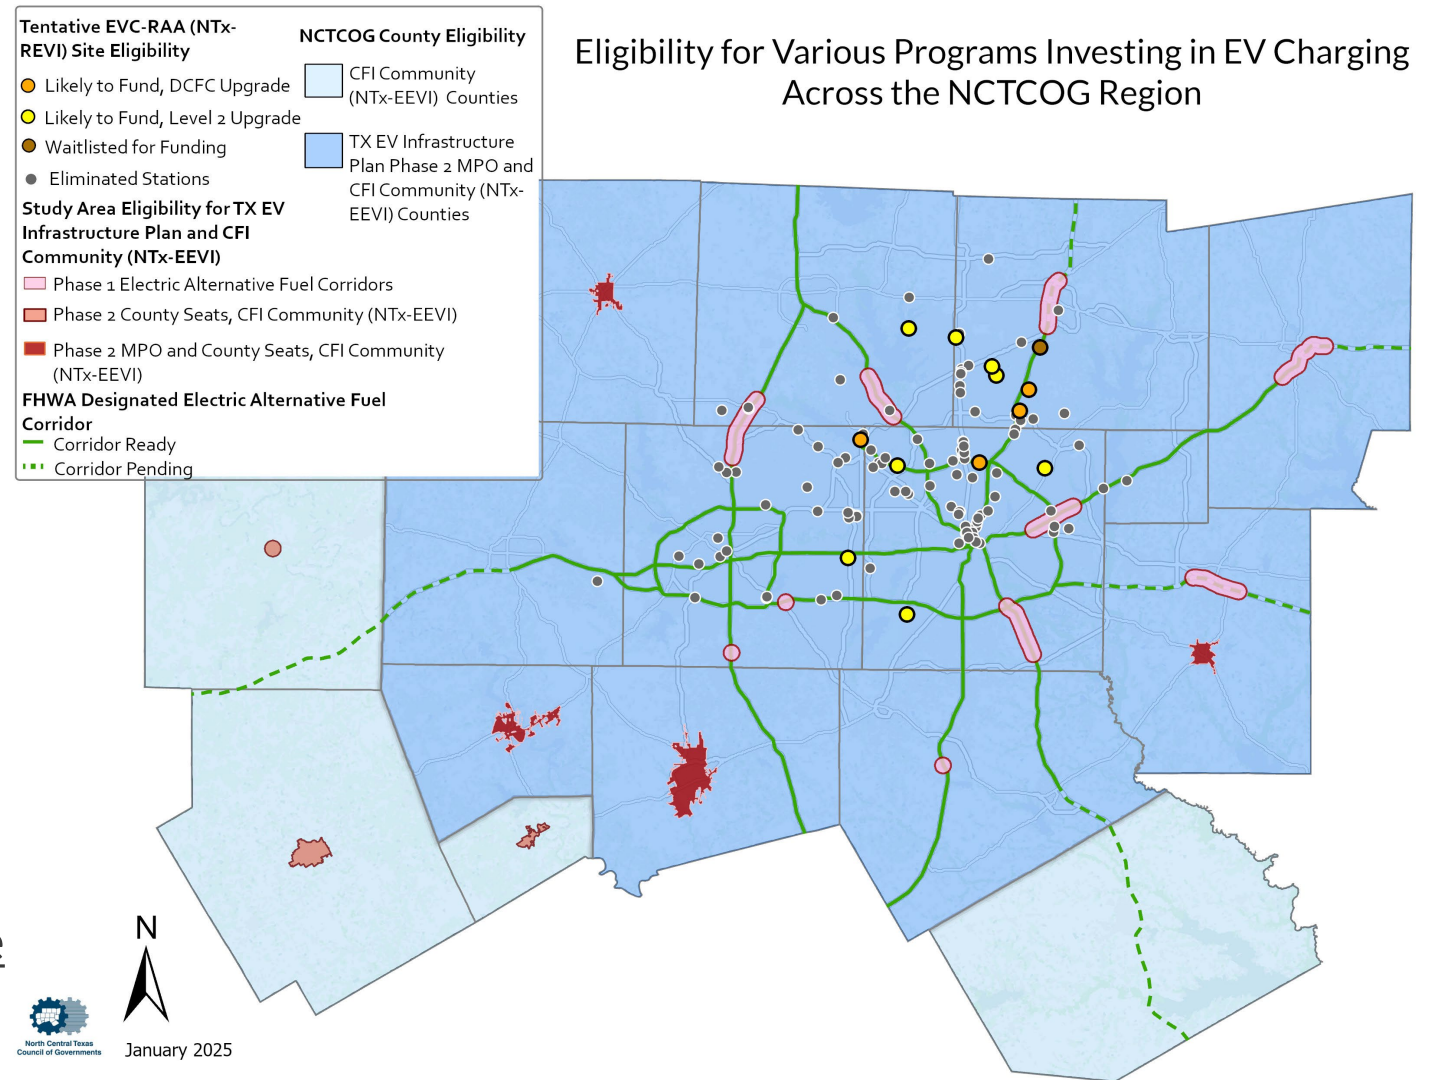 Tentative EVC-RAA (NTx-
REVI) Site Eligibility
Likely to Fund, DCFC Upgrade
Likely to Fund, Level 2 Upgrade
Waitlisted for Funding
Eliminated Stations
Study Area Eligibility for TX EV
Infrastructure Plan and CFI
Community (NTx-EEVI)
Phase 1 Electric Alternative Fuel Corridors
Phase 2 County Seats, CFI Community (NTx-EEVI)
Phase 2 MPO and County Seats, CFI Community
(NTx-EEVI)
FHWA Designated Electric Alternative Fuel
Corridor
Corridor Ready
Corridor Pending
NCTCOG County Eligibility
CFI Community
(NTx-EEVI) Counties
TX EV Infrastructure
Plan Phase 2 MPO and
CFI Community (NTx-
EEVI) Counties
Eligibility for Various Programs Investing in EV Charging
Across the NCTCOG Region
N
North Central Texas
Council of Governments
January 2025